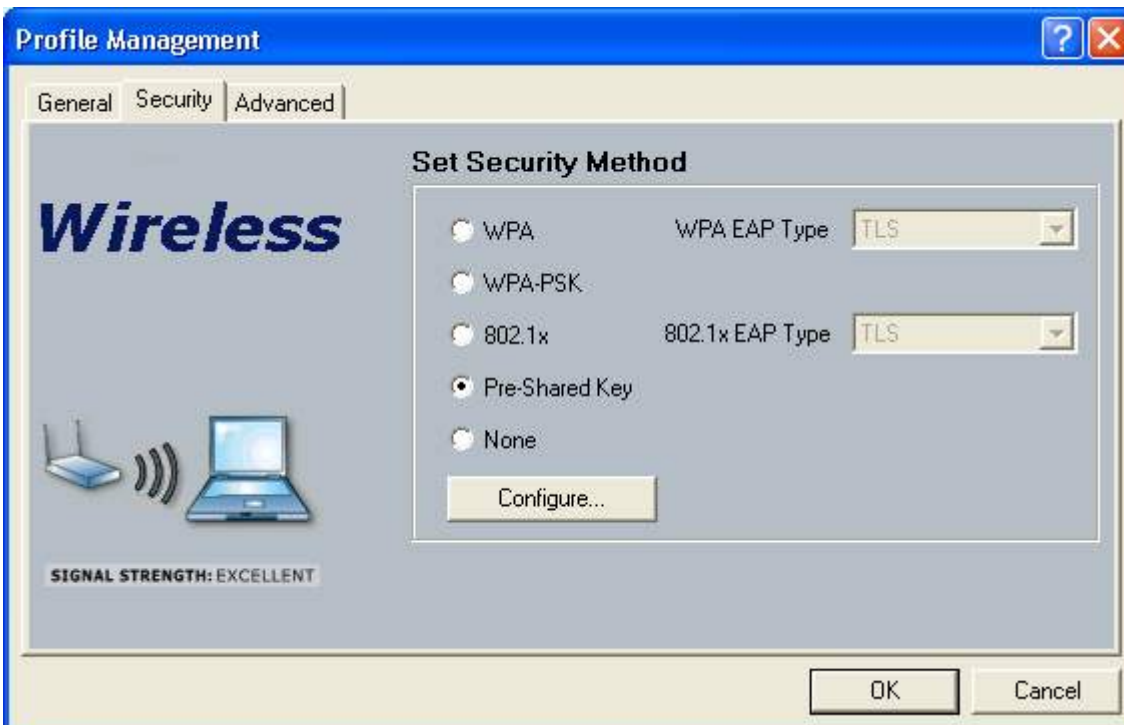 Profile Management
General Security Advanced
Wireless
SIGNAL STRENGTH: EXCELLENT
Set Security Method
WPA WPA EAP Type TLS
WPA-PSK
802.1x 802.1x EAP Type TLS
Pre-Shared Key
None
Configure...
OK Cancel